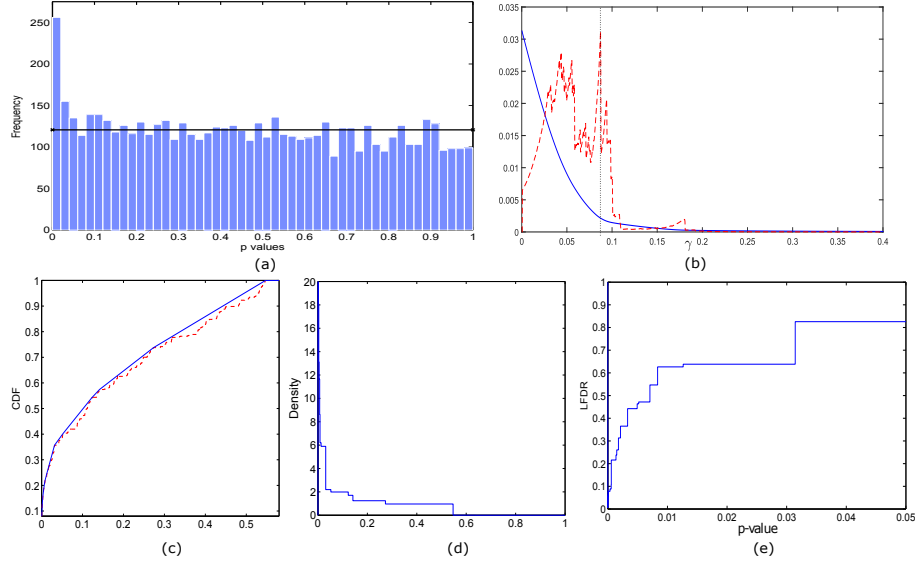 250
200
150
100
50
0
Frequency
0 0.1 0.2 0.3 0.4 0.5 0.6 0.7 0.8 0.9 1
p values
(a)
0.035
0.03
0.025
0.02
0.015
0.01
0.005
0
0 0.05 0.1 0.15 0.2 0.25 0.3 0.35 0.4
γ
(b)
1
0.9
0.8
0.7
0.6
0.5
0.4
0.3
0.2
0.1
CDF
0 0.1 0.2 0.3 0.4 0.5
(c)
20
18
16
14
12
10
8
6
4
2
0
Density
0 0.2 0.4 0.6 0.8 1
(d)
1
0.9
0.8
0.7
0.6
0.5
0.4
0.3
0.2
0.1
0
LFDR
0 0.01 0.02 0.03 0.04 0.05
p-value
(e)